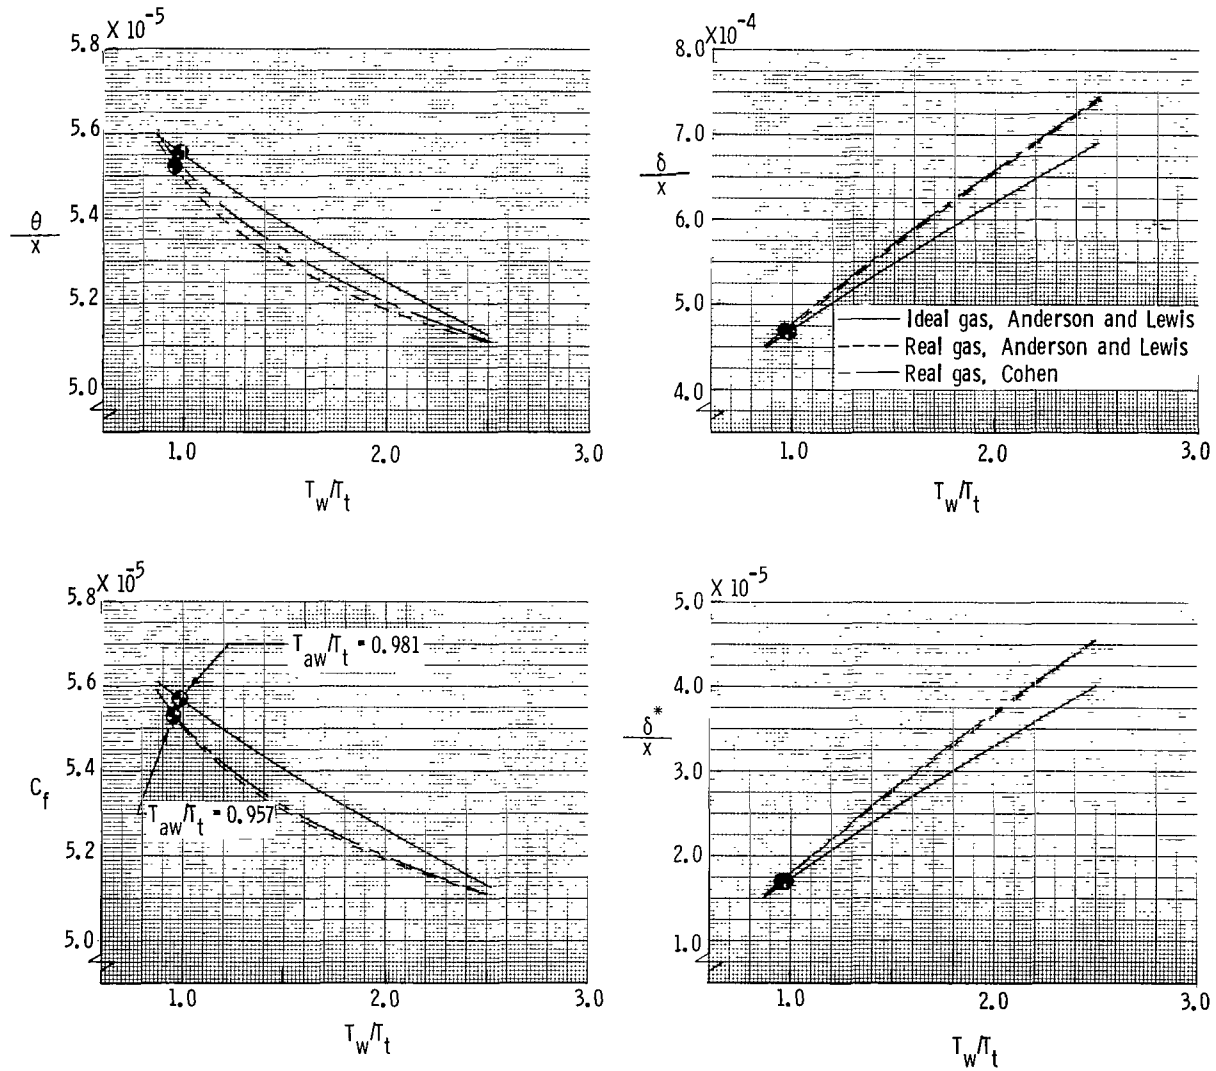 X 10⁻⁵
5.8
5.6
5.4
5.2
5.0
θ/x
1.0 2.0 3.0
T_w/T_t
X10⁻⁴
8.0
7.0
6.0
5.0
4.0
δ/x
Ideal gas, Anderson and Lewis
Real gas, Anderson and Lewis
Real gas, Cohen
1.0 2.0 3.0
T_w/T_t
X 10⁻⁵
5.8
5.6
5.4
5.2
5.0
C_f
T_aw/T_t = 0.981
T_aw/T_t = 0.957
1.0 2.0 3.0
T_w/T_t
X 10⁻⁵
5.0
4.0
3.0
2.0
1.0
δ*/x
1.0 2.0 3.0
T_w/T_t